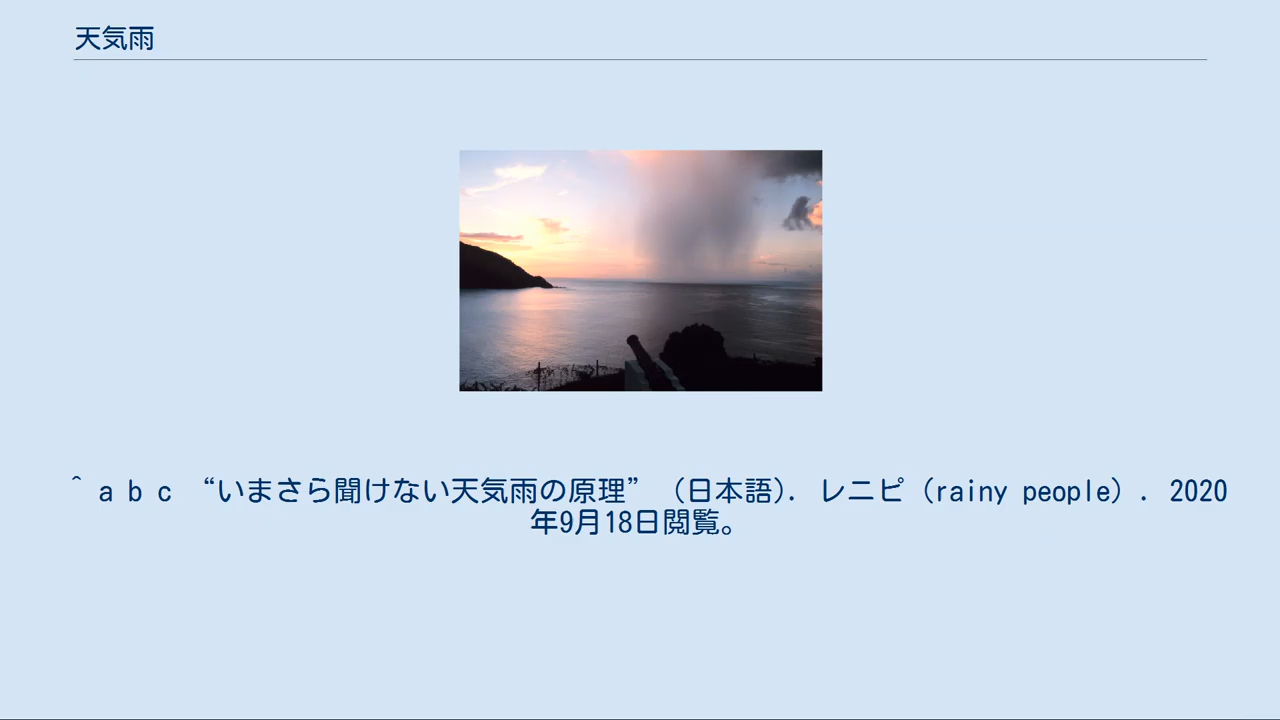 天気雨
^ a b c “いまさら聞けない天気雨の原理” (日本語). レニピ（rainy people）. 2020
年9月18日閲覧。